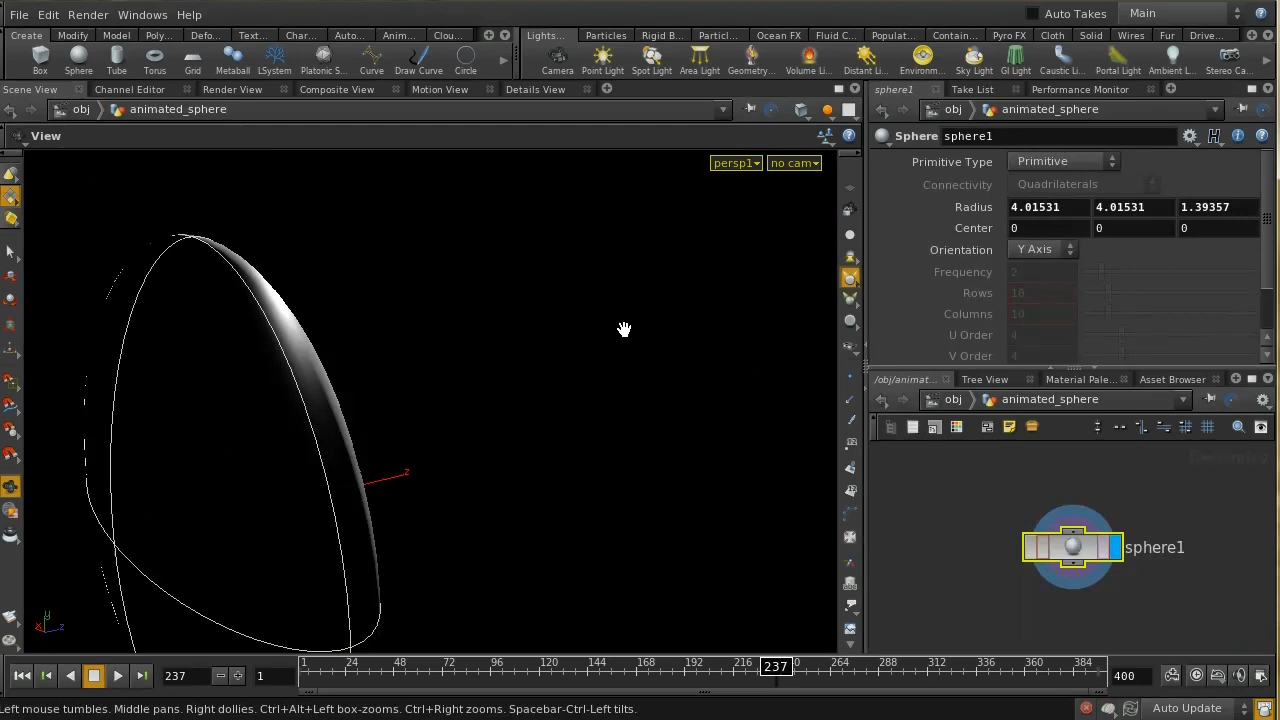 File Edit Render Windows Help Auto Takes Main
Create Modify Model Poly... Defo... Text... Char... Auto... Anim... Clou... Lights... Particles Rigid B... Particl... Ocean FX Fluid C... Populat... Contain... Pyro FX Cloth Solid Wires Fur Drive...
Box Sphere Tube Torus Grid Metaball LSystem Platonic S... Curve Draw Curve Circle Camera Point Light Spot Light Area Light Geometry... Volume Li... Distant Li... Environm... Sky Light GI Light Caustic Li... Portal Light Ambient L... Stereo Ca...
Scene View Channel Editor Render View Composite View Motion View Details View sphere1 Take List Performance Monitor
obj animated_sphere obj animated_sphere
View Sphere sphere1
persp1 no cam
Primitive Type Primitive
Connectivity Quadrilaterals
Radius 4.01531 4.01531 1.39357
Center 0 0 0
Orientation Y Axis
Frequency 2
Rows
Columns 10
U Order 4
V Order 4
/obj/animat... Tree View Material Pale... Asset Browser
obj animated_sphere
z
sphere1
y
x z
1 24 48 72 96 120 144 168 192 216 237 264 288 312 336 360 384
237 1 400
Left mouse tumbles. Middle pans. Right dollies. Ctrl+Alt+Left box-zooms. Ctrl+Right zooms. Spacebar-Ctrl-Left tilts. Auto Update